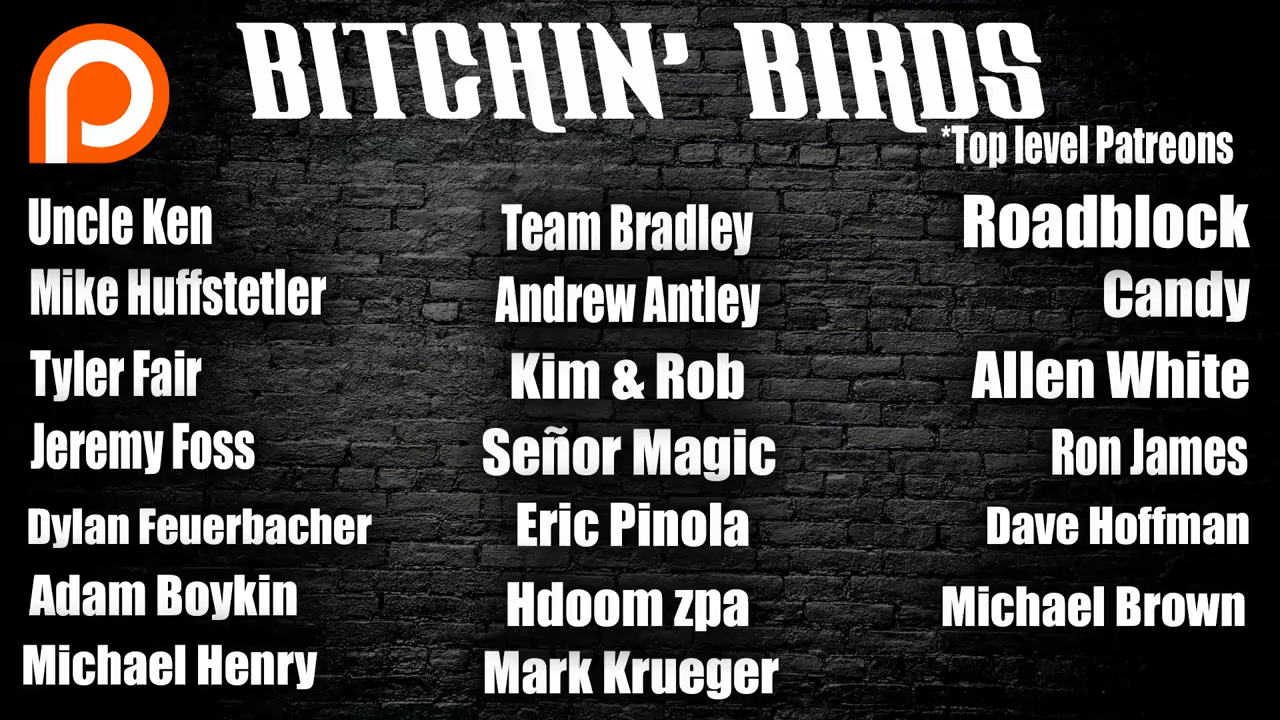 BITCHIN' BIRDS
*Top level Patreons
Uncle Ken
Mike Huffstetler
Tyler Fair
Jeremy Foss
Dylan Feuerbacher
Adam Boykin
Michael Henry
Team Bradley
Andrew Antley
Kim & Rob
Señor Magic
Eric Pinola
Hdoom zpa
Mark Krueger
Roadblock
Candy
Allen White
Ron James
Dave Hoffman
Michael Brown